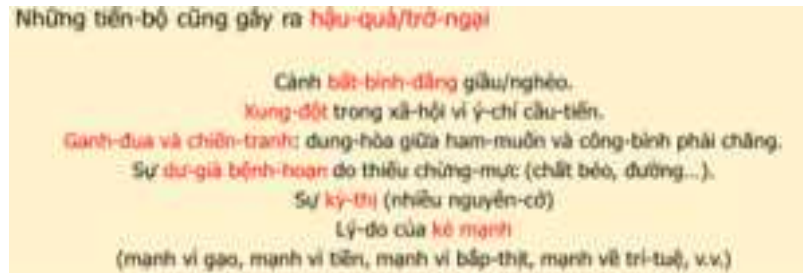 Những tiến-bộ cũng gây ra hậu-quả/trở-ngại
Cảnh bất-bình-đẳng giầu/nghèo.
Xung-đột trong xã-hội vì ý-chí cầu-tiến.
Ganh-đua và chiến-tranh: dung-hòa giữa ham-muốn và công-bình phải chăng.
Sự dư-giả bệnh-hoạn do thiếu chừng-mực (chất béo, đường...).
Sự kỳ-thị (nhiều nguyên-cớ)
Lý-do của kẻ mạnh
(mạnh vì gạo, mạnh vì tiền, mạnh vì bắp-thịt, mạnh về trí-tuệ, v.v.)